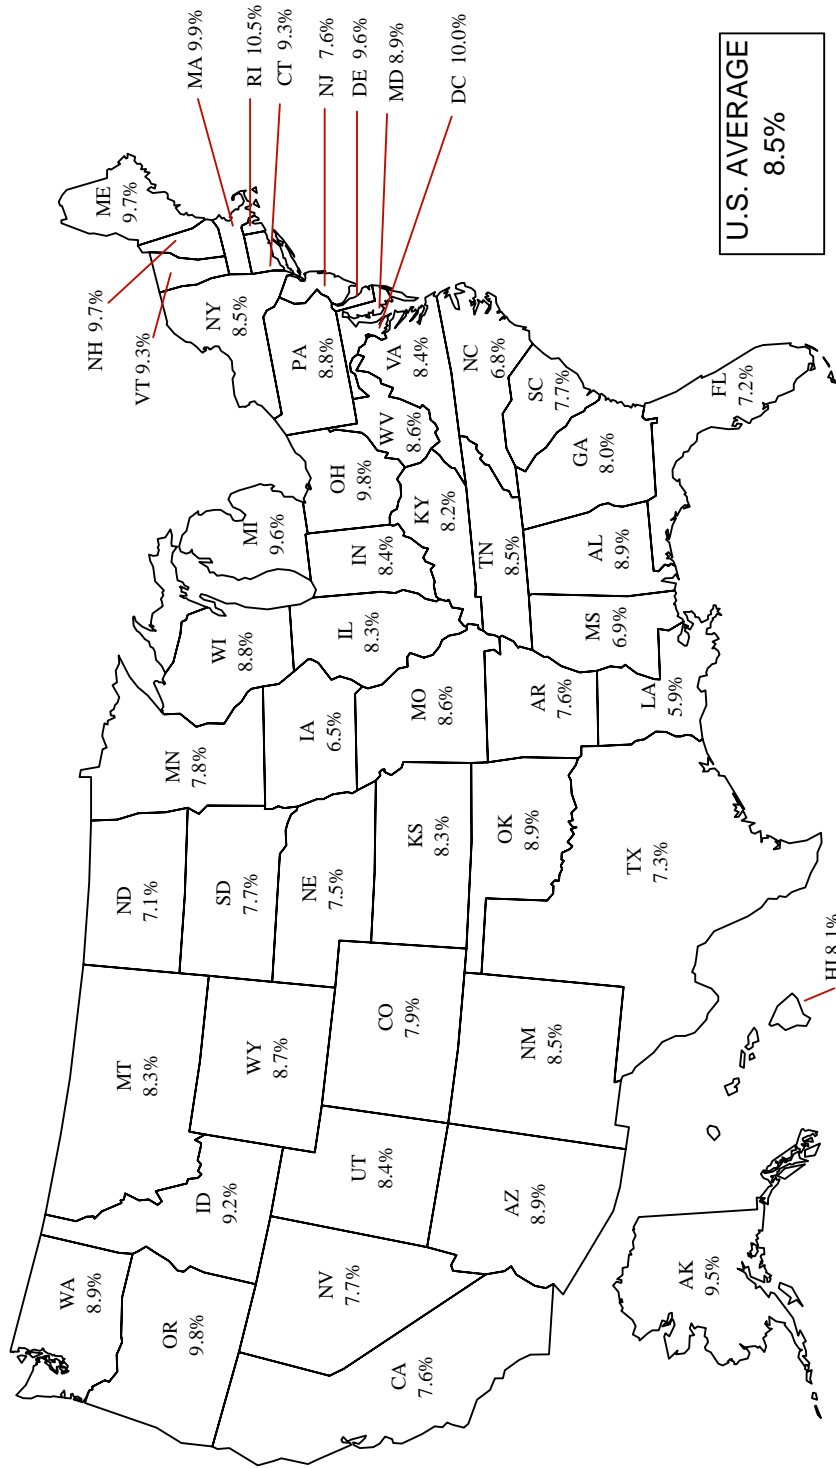 WA
8.9%
OR
9.8%
CA
7.6%
NV
7.7%
ID
9.2%
MT
8.3%
WY
8.7%
UT
8.4%
AZ
8.9%
CO
7.9%
NM
8.5%
ND
7.1%
SD
7.7%
NE
7.5%
KS
8.3%
OK
8.9%
TX
7.3%
MN
7.8%
IA
6.5%
MO
8.6%
AR
7.6%
LA
5.9%
WI
8.8%
IL
8.3%
MI
9.6%
IN
8.4%
OH
9.8%
KY
8.2%
TN
8.5%
MS
6.9%
AL
8.9%
GA
8.0%
FL
7.2%
SC
7.7%
NC
6.8%
VA
8.4%
WV
8.6%
PA
8.8%
NY
8.5%
VT 9.3%
NH 9.7%
ME
9.7%
MA 9.9%
RI 10.5%
CT 9.3%
NJ 7.6%
DE 9.6%
MD 8.9%
DC 10.0%
AK
9.5%
HI 8.1%
U.S. AVERAGE
8.5%